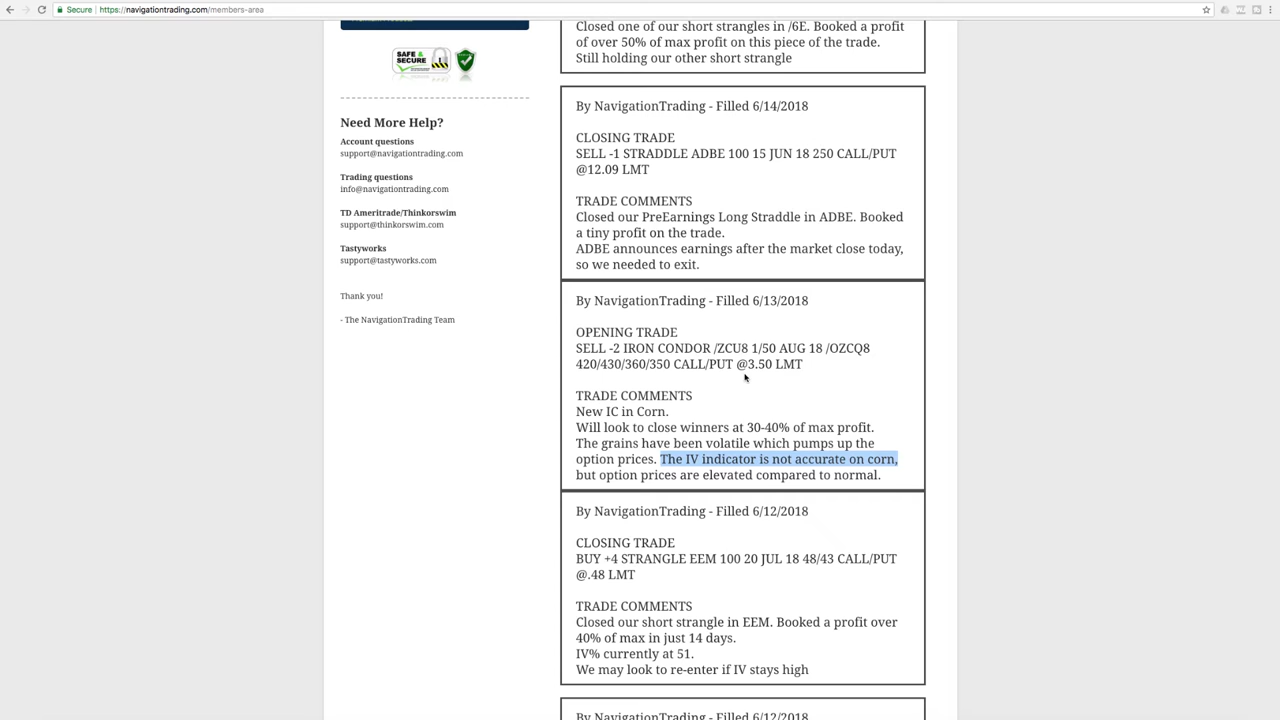 Secure | https://navigationtrading.com/members-area
SAFE &
SECURE
Need More Help?
Account questions
support@navigationtrading.com
Trading questions
info@navigationtrading.com
TD Ameritrade/Thinkorswim
support@thinkorswim.com
Tastyworks
support@tastyworks.com
Thank you!
- The NavigationTrading Team
Closed one of our short strangles in /6E. Booked a profit
of over 50% of max profit on this piece of the trade.
Still holding our other short strangle
By NavigationTrading - Filled 6/14/2018
CLOSING TRADE
SELL -1 STRADDLE ADBE 100 15 JUN 18 250 CALL/PUT
@12.09 LMT
TRADE COMMENTS
Closed our PreEarnings Long Straddle in ADBE. Booked
a tiny profit on the trade.
ADBE announces earnings after the market close today,
so we needed to exit.
By NavigationTrading - Filled 6/13/2018
OPENING TRADE
SELL -2 IRON CONDOR /ZCU8 1/50 AUG 18 /OZCQ8
420/430/360/350 CALL/PUT @3.50 LMT
TRADE COMMENTS
New IC in Corn.
Will look to close winners at 30-40% of max profit.
The grains have been volatile which pumps up the
option prices. The IV indicator is not accurate on corn,
but option prices are elevated compared to normal.
By NavigationTrading - Filled 6/12/2018
CLOSING TRADE
BUY +4 STRANGLE EEM 100 20 JUL 18 48/43 CALL/PUT
@.48 LMT
TRADE COMMENTS
Closed our short strangle in EEM. Booked a profit over
40% of max in just 14 days.
IV% currently at 51.
We may look to re-enter if IV stays high
By NavigationTrading - Filled 6/12/2018